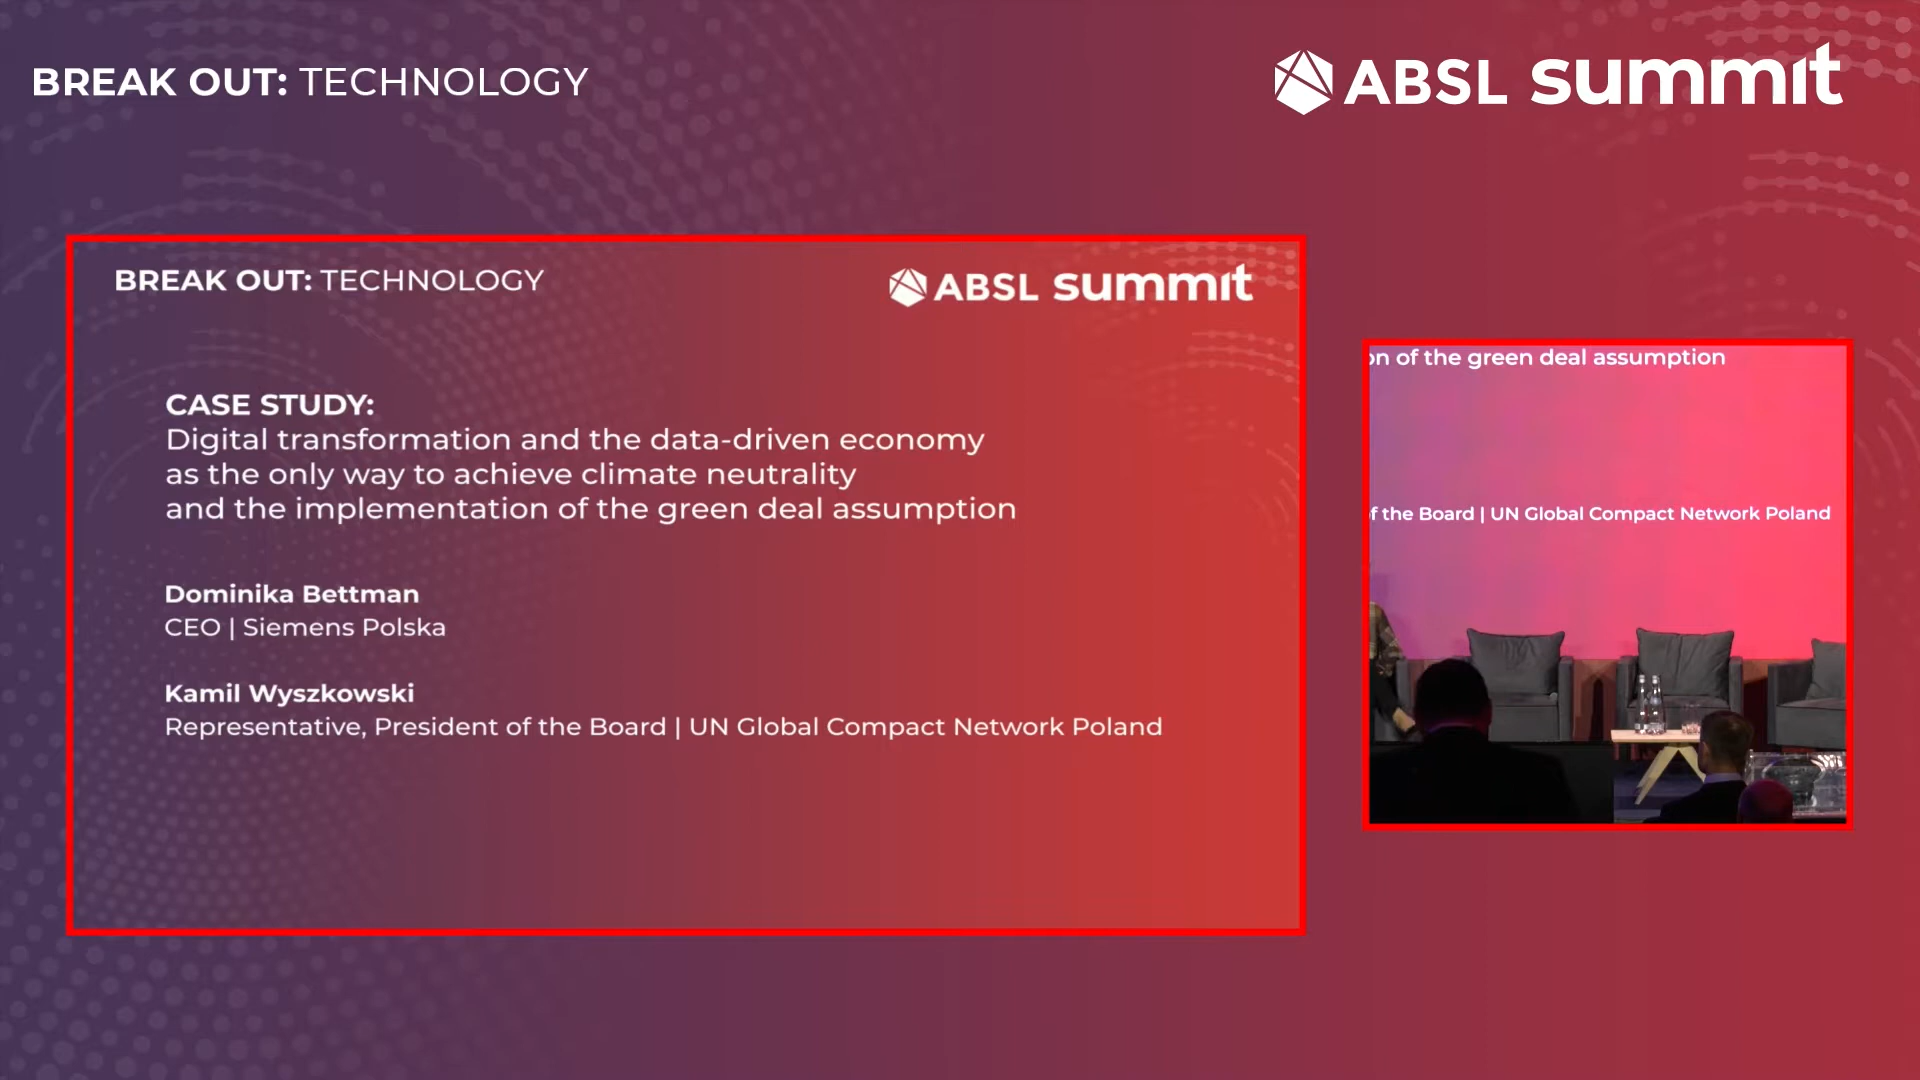 BREAK OUT: TECHNOLOGY
ABSL summit
BREAK OUT: TECHNOLOGY
ABSL summit
CASE STUDY:
Digital transformation and the data-driven economy
as the only way to achieve climate neutrality
and the implementation of the green deal assumption
Dominika Bettman
CEO | Siemens Polska
Kamil Wyszkowski
Representative, President of the Board | UN Global Compact Network Poland
on of the green deal assumption
of the Board | UN Global Compact Network Poland